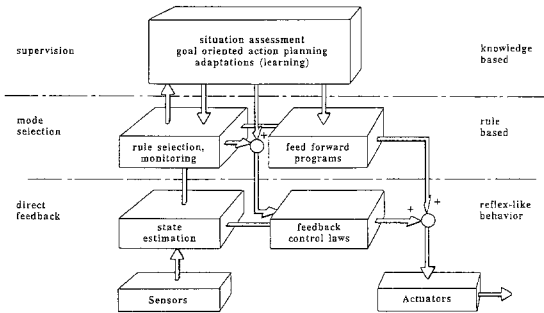 situation assessment
goal oriented action planning
adaptations (learning)
supervision
knowledge
based
mode
selection
rule selection,
monitoring
+
feed forward
programs
rule
based
direct
feedback
state
estimation
feedback
control laws
+
+
reflex-like
behavior
Sensors
Actuators